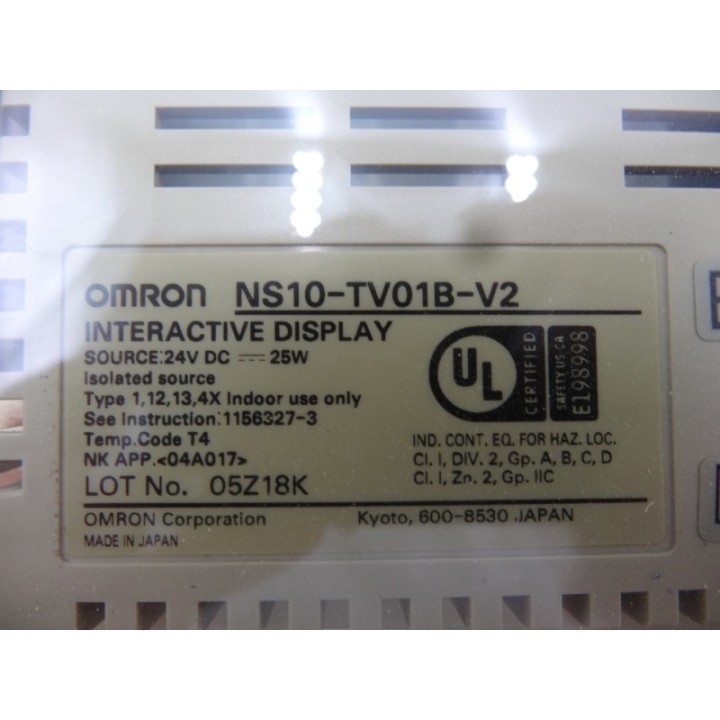 OMRON NS10-TV01B-V2
INTERACTIVE DISPLAY
SOURCE:24V DC ⎓ 25W
isolated source
Type 1,12,13,4X Indoor use only
See Instruction:1156327-3
Temp.Code T4
NK APP.<04A017>
LOT No. 05Z18K
UL
CERTIFIED
SAFETY US-CA
E198998
IND. CONT. EQ. FOR HAZ. LOC.
Cl. I, DIV. 2, Gp. A, B, C, D
Cl. I, Zn. 2, Gp. IIC
OMRON Corporation Kyoto, 600-8530 JAPAN
MADE IN JAPAN